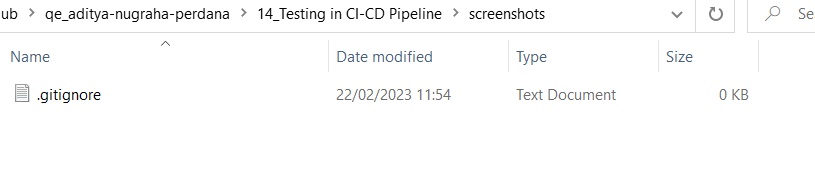 ub > qe_aditya-nugraha-perdana > 14_Testing in CI-CD Pipeline > screenshots Se
Name Date modified Type Size
.gitignore 22/02/2023 11:54 Text Document 0 KB